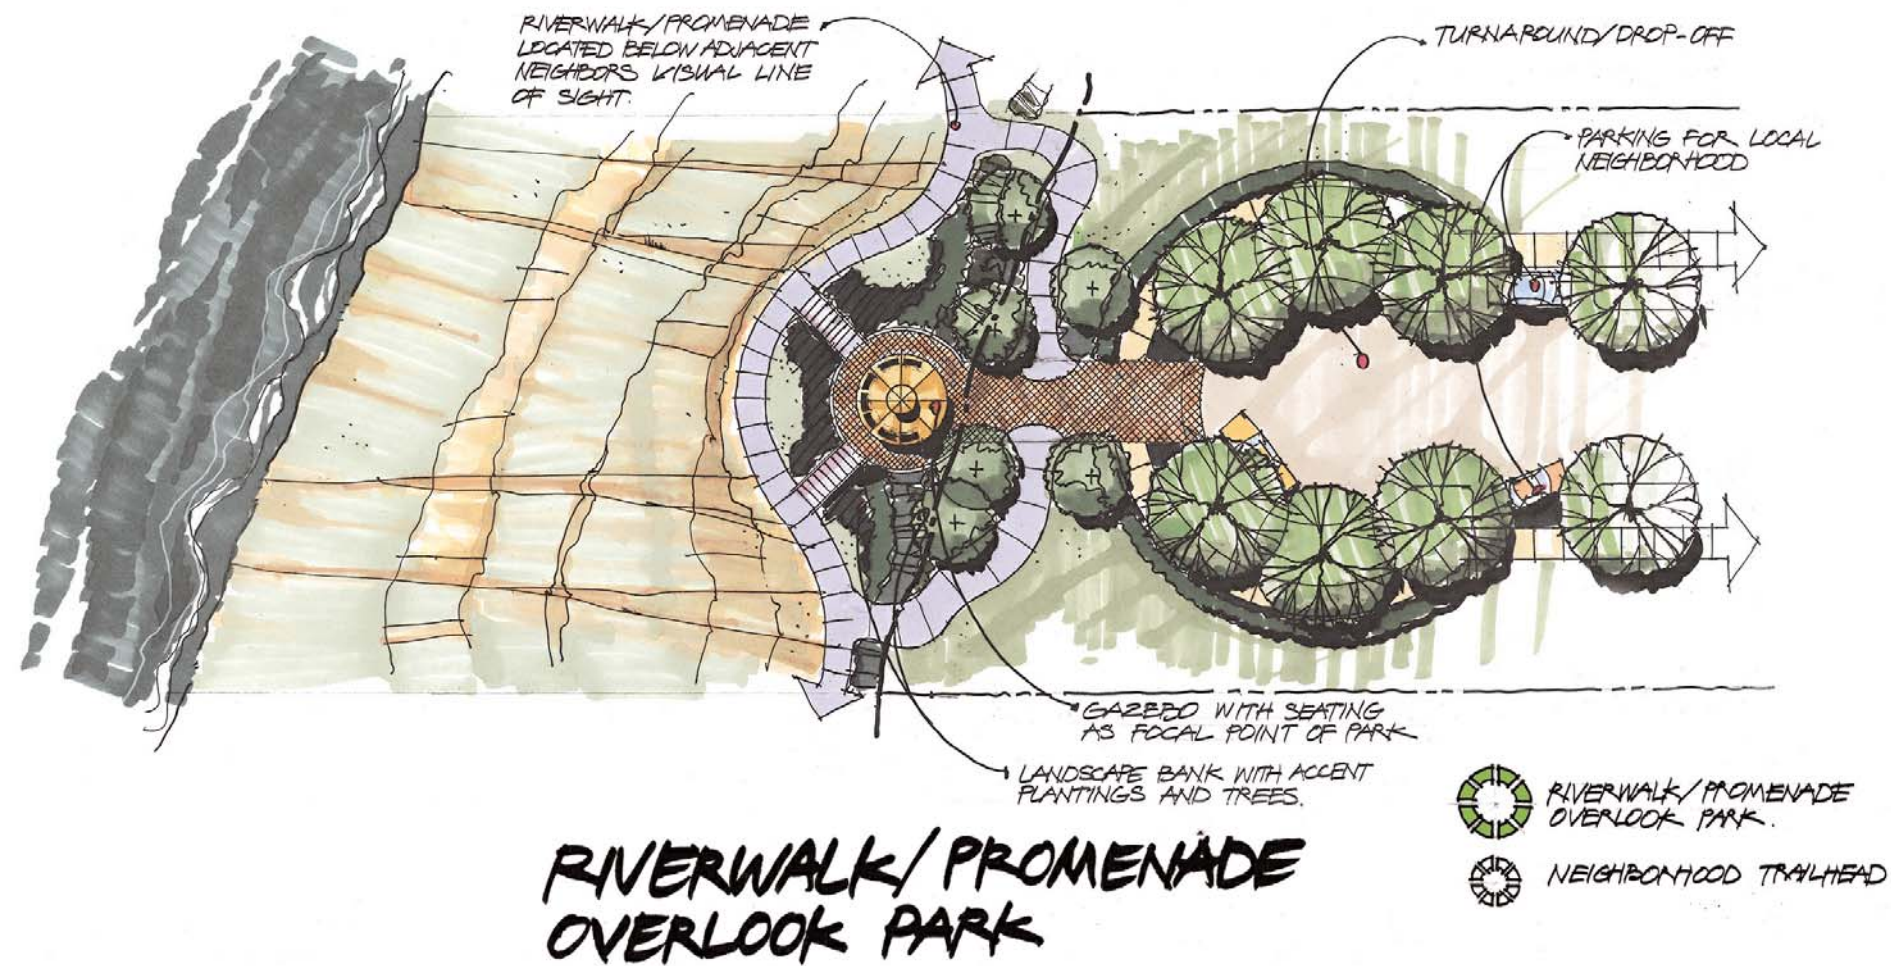 RIVERWALK/PROMENADE
LOCATED BELOW ADJACENT
NEIGHBORS VISUAL LINE
OF SIGHT.
TURNAROUND/DROP-OFF
PARKING FOR LOCAL
NEIGHBORHOOD
GAZEBO WITH SEATING
AS FOCAL POINT OF PARK
LANDSCAPE BANK WITH ACCENT
PLANTINGS AND TREES.
RIVERWALK/PROMENADE
OVERLOOK PARK.
NEIGHBORHOOD TRAILHEAD
RIVERWALK/PROMENADE
OVERLOOK PARK